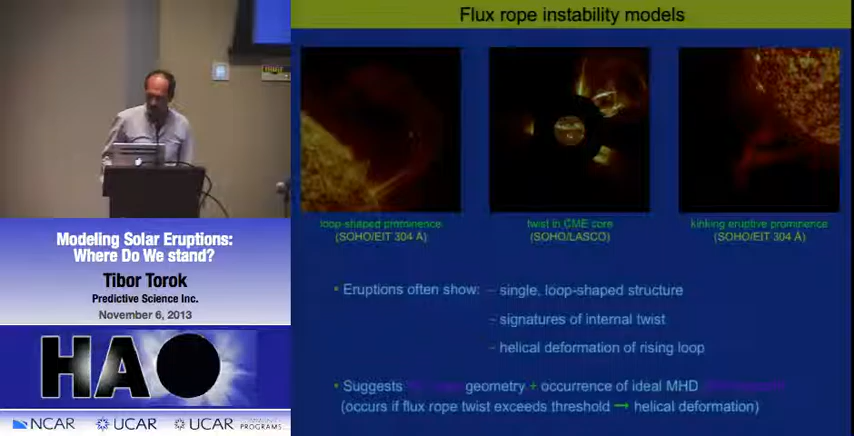 Flux rope instability models
loop-shaped prominence
(SOHO/EIT 304 A)
twist in CME core
(SOHO/LASCO)
kinking eruptive prominence
(SOHO/EIT 304 A)
• Eruptions often show: – single, loop-shaped structure
– signatures of internal twist
– helical deformation of rising loop
• Suggests geometry + occurrence of ideal MHD
(occurs if flux rope twist exceeds threshold → helical deformation)
Modeling Solar Eruptions:
Where Do We stand?
Tibor Torok
Predictive Science Inc.
November 6, 2013
HAO
NCAR UCAR UCAR COMMUNITY PROGRAMS